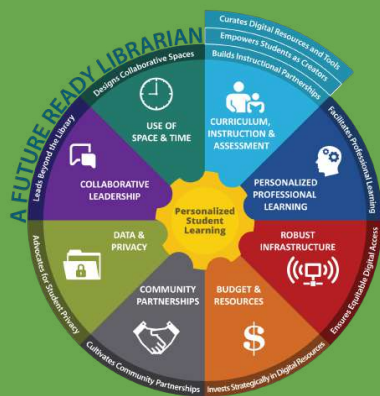 A FUTURE READY LIBRARIAN
Curates Digital Resources and Tools
Empowers Students as Creators
Builds Instructional Partnerships
Designs Collaborative Spaces
USE OF
SPACE & TIME
CURRICULUM,
INSTRUCTION &
ASSESSMENT
Facilitates Professional Learning
PERSONALIZED
PROFESSIONAL
LEARNING
Leads Beyond the Library
COLLABORATIVE
LEADERSHIP
Personalized
Student
Learning
ROBUST
INFRASTRUCTURE
Ensures Equitable Digital Access
DATA &
PRIVACY
Advocates for Student Privacy
COMMUNITY
PARTNERSHIPS
Cultivates Community Partnerships
BUDGET &
RESOURCES
$
Invests Strategically in Digital Resources